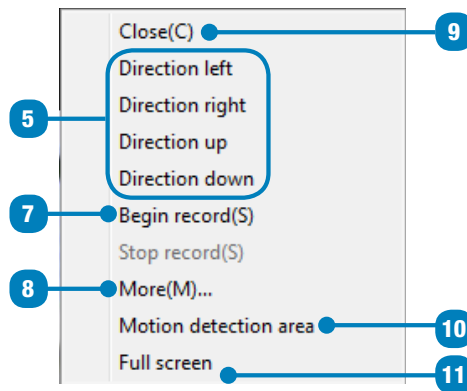 Close(C)
9
Direction left
Direction right
5
Direction up
Direction down
7
Begin record(S)
Stop record(S)
8
More(M)...
Motion detection area
10
Full screen
11